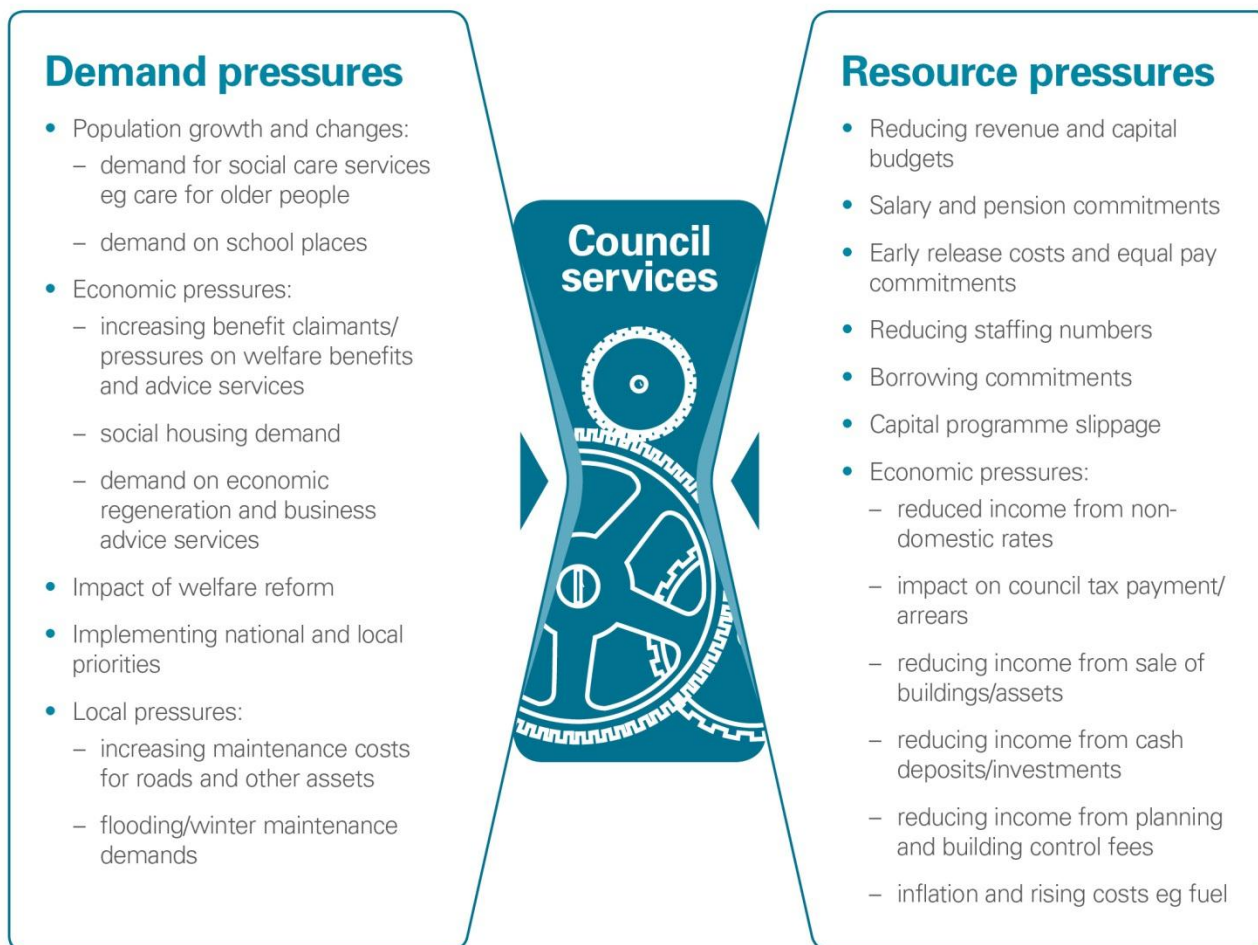 Demand pressures
• Population growth and changes:
– demand for social care services
eg care for older people
– demand on school places
• Economic pressures:
– increasing benefit claimants/
pressures on welfare benefits
and advice services
– social housing demand
– demand on economic
regeneration and business
advice services
• Impact of welfare reform
• Implementing national and local
priorities
• Local pressures:
– increasing maintenance costs
for roads and other assets
– flooding/winter maintenance
demands
Council
services
Resource pressures
• Reducing revenue and capital
budgets
• Salary and pension commitments
• Early release costs and equal pay
commitments
• Reducing staffing numbers
• Borrowing commitments
• Capital programme slippage
• Economic pressures:
– reduced income from non-
domestic rates
– impact on council tax payment/
arrears
– reducing income from sale of
buildings/assets
– reducing income from cash
deposits/investments
– reducing income from planning
and building control fees
– inflation and rising costs eg fuel